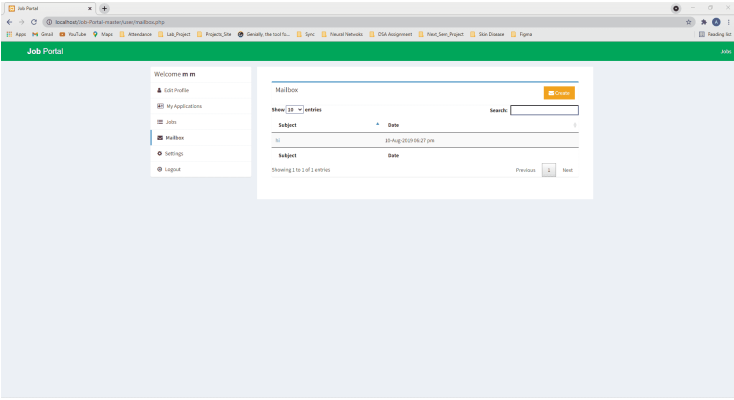 Job Portal
localhost/Job-Portal-master/user/mailbox.php
Apps Gmail YouTube Maps Attendance Lab_Project Projects_Site Genially, the tool fo... Sync Neural Networks DSA Assignment Next_Sem_Project Skin Disease Figma Reading list
Job Portal Jobs
Welcome m m
Edit Profile
My Applications
Jobs
Mailbox
Settings
Logout
Mailbox
Create
Show 10 entries Search:
Subject Date
10-Aug-2019 06:27 pm
Subject Date
Showing 1 to 1 of 1 entries Previous 1 Next